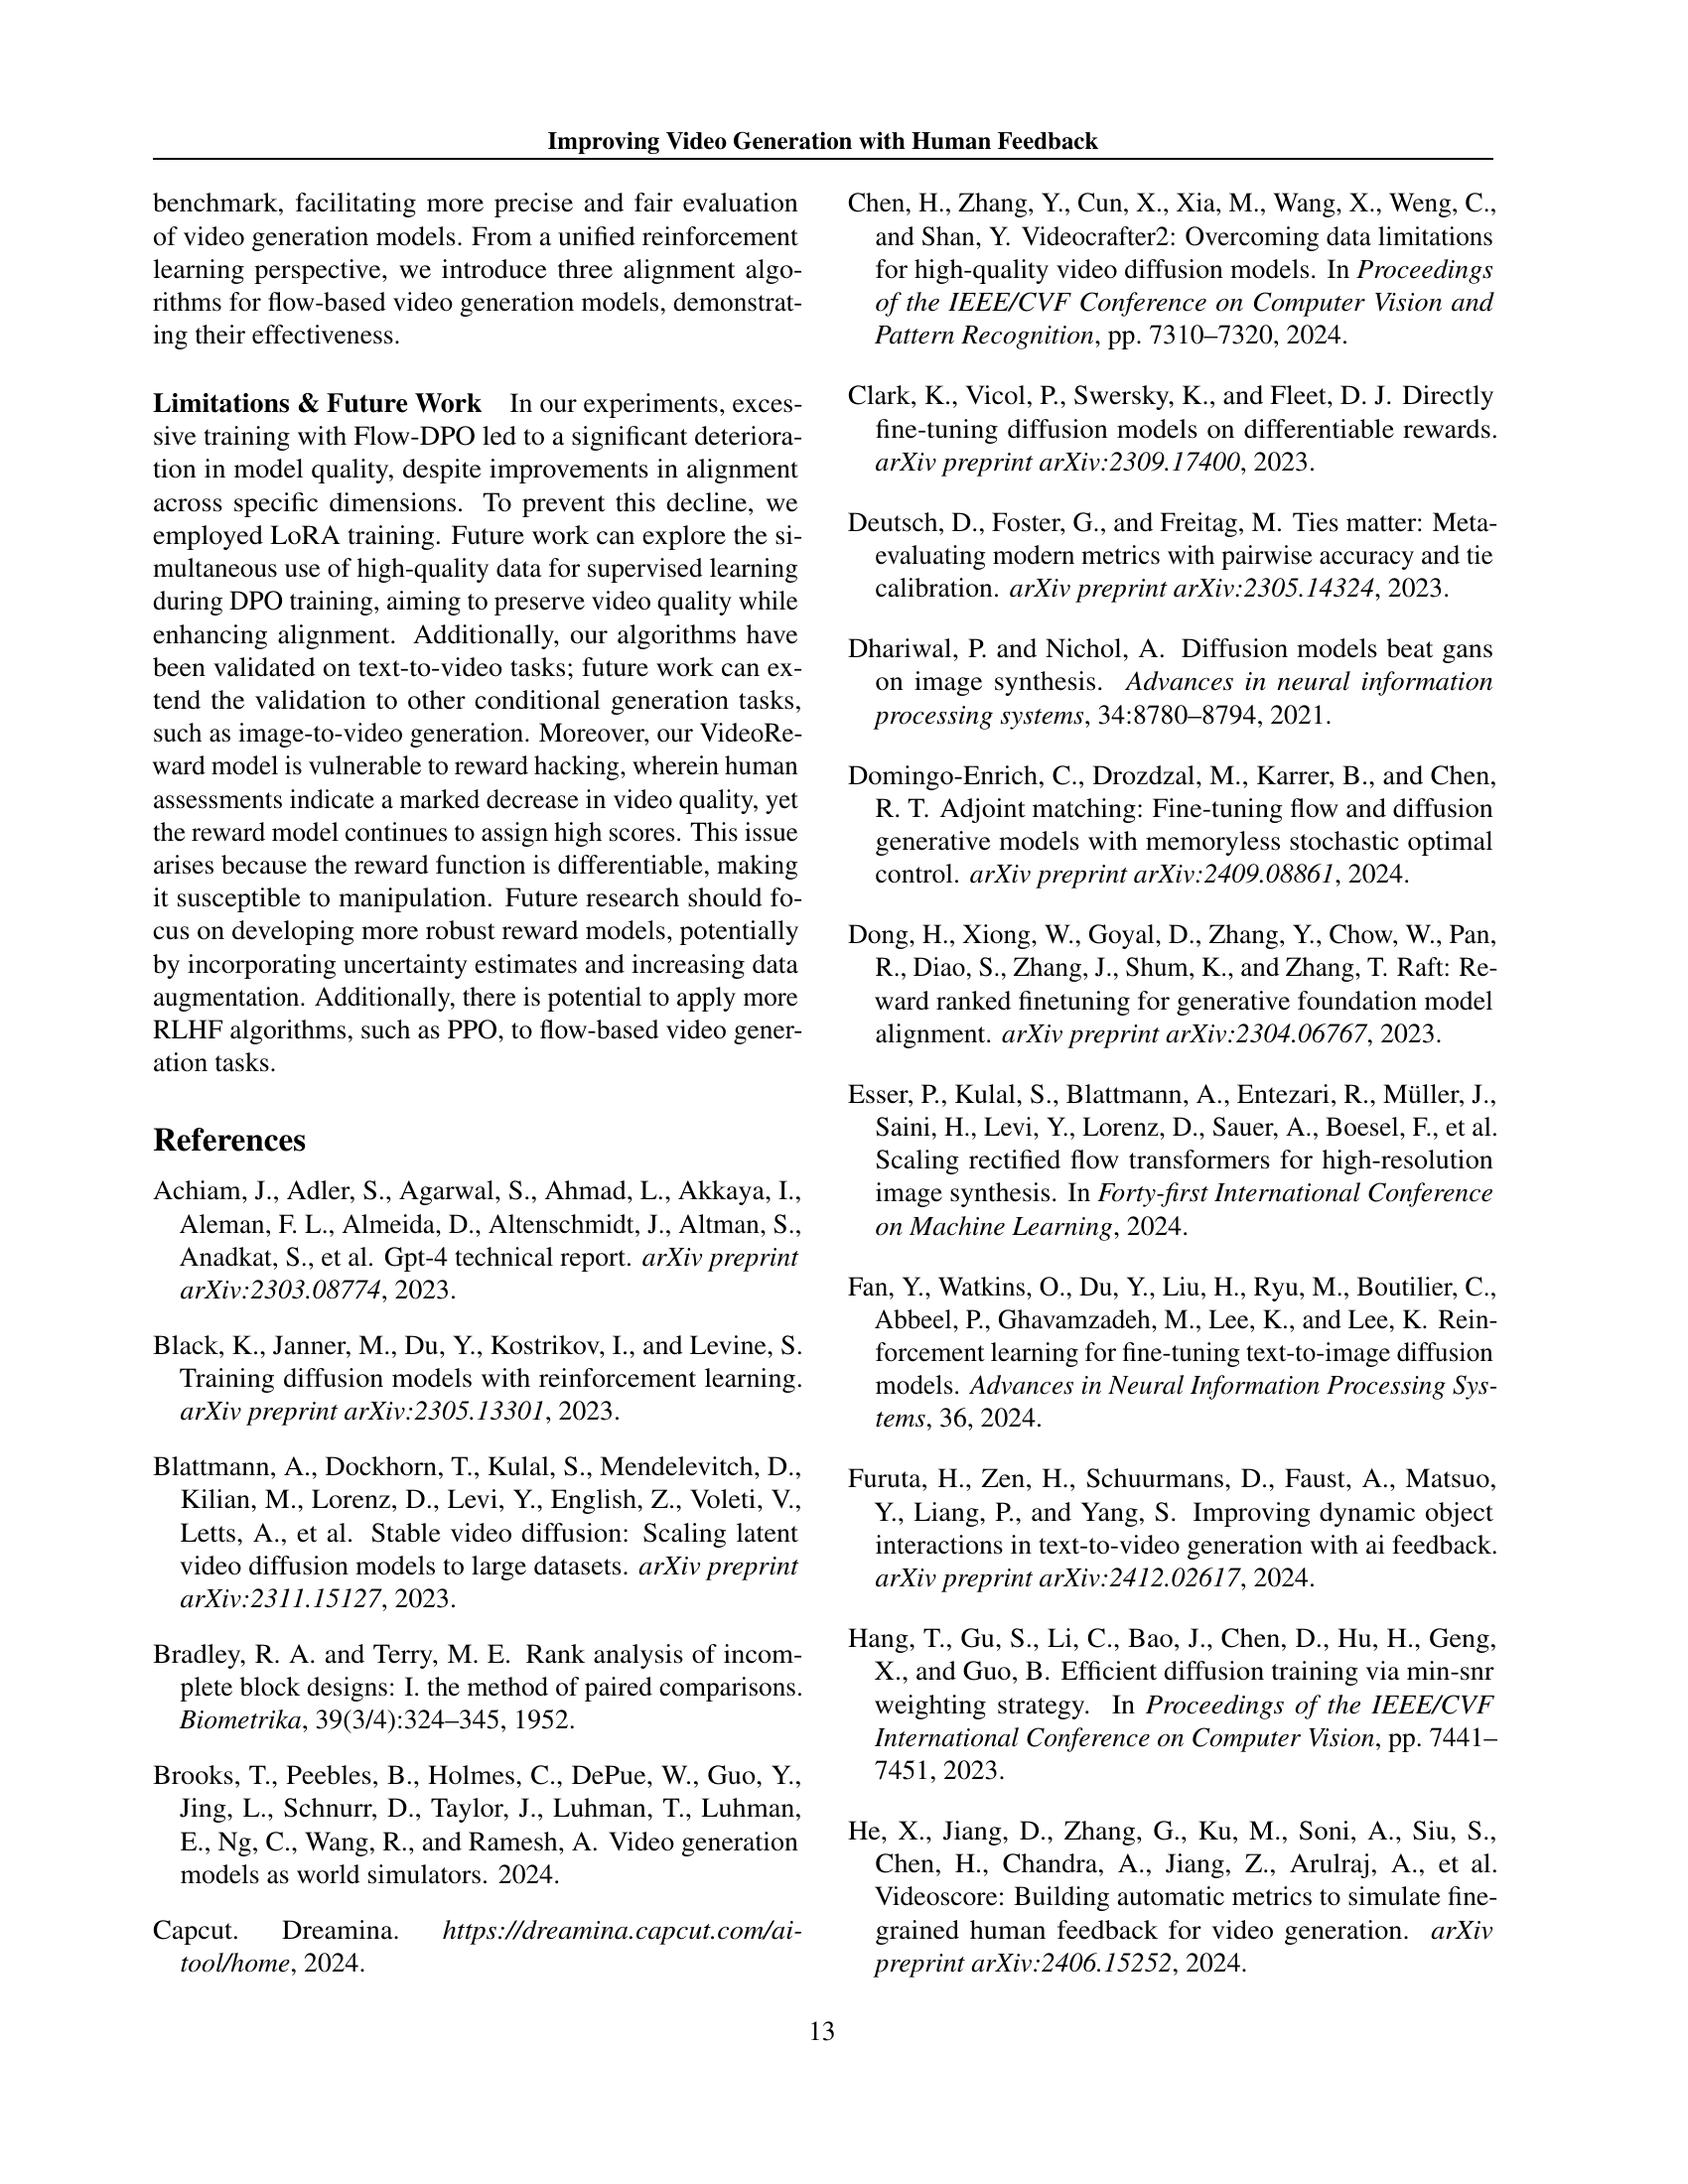 Improving Video Generation with Human Feedback
benchmark, facilitating more precise and fair evaluation
of video generation models. From a unified reinforcement
learning perspective, we introduce three alignment algo-
rithms for flow-based video generation models, demonstrat-
ing their effectiveness.
Limitations & Future Work In our experiments, exces-
sive training with Flow-DPO led to a significant deteriora-
tion in model quality, despite improvements in alignment
across specific dimensions. To prevent this decline, we
employed LoRA training. Future work can explore the si-
multaneous use of high-quality data for supervised learning
during DPO training, aiming to preserve video quality while
enhancing alignment. Additionally, our algorithms have
been validated on text-to-video tasks; future work can ex-
tend the validation to other conditional generation tasks,
such as image-to-video generation. Moreover, our VideoRe-
ward model is vulnerable to reward hacking, wherein human
assessments indicate a marked decrease in video quality, yet
the reward model continues to assign high scores. This issue
arises because the reward function is differentiable, making
it susceptible to manipulation. Future research should fo-
cus on developing more robust reward models, potentially
by incorporating uncertainty estimates and increasing data
augmentation. Additionally, there is potential to apply more
RLHF algorithms, such as PPO, to flow-based video gener-
ation tasks.
References
Achiam, J., Adler, S., Agarwal, S., Ahmad, L., Akkaya, I.,
Aleman, F. L., Almeida, D., Altenschmidt, J., Altman, S.,
Anadkat, S., et al. Gpt-4 technical report. arXiv preprint
arXiv:2303.08774, 2023.
Black, K., Janner, M., Du, Y., Kostrikov, I., and Levine, S.
Training diffusion models with reinforcement learning.
arXiv preprint arXiv:2305.13301, 2023.
Blattmann, A., Dockhorn, T., Kulal, S., Mendelevitch, D.,
Kilian, M., Lorenz, D., Levi, Y., English, Z., Voleti, V.,
Letts, A., et al. Stable video diffusion: Scaling latent
video diffusion models to large datasets. arXiv preprint
arXiv:2311.15127, 2023.
Bradley, R. A. and Terry, M. E. Rank analysis of incom-
plete block designs: I. the method of paired comparisons.
Biometrika, 39(3/4):324–345, 1952.
Brooks, T., Peebles, B., Holmes, C., DePue, W., Guo, Y.,
Jing, L., Schnurr, D., Taylor, J., Luhman, T., Luhman,
E., Ng, C., Wang, R., and Ramesh, A. Video generation
models as world simulators. 2024.
Capcut. Dreamina. https://dreamina.capcut.com/ai-
tool/home, 2024.
Chen, H., Zhang, Y., Cun, X., Xia, M., Wang, X., Weng, C.,
and Shan, Y. Videocrafter2: Overcoming data limitations
for high-quality video diffusion models. In Proceedings
of the IEEE/CVF Conference on Computer Vision and
Pattern Recognition, pp. 7310–7320, 2024.
Clark, K., Vicol, P., Swersky, K., and Fleet, D. J. Directly
fine-tuning diffusion models on differentiable rewards.
arXiv preprint arXiv:2309.17400, 2023.
Deutsch, D., Foster, G., and Freitag, M. Ties matter: Meta-
evaluating modern metrics with pairwise accuracy and tie
calibration. arXiv preprint arXiv:2305.14324, 2023.
Dhariwal, P. and Nichol, A. Diffusion models beat gans
on image synthesis. Advances in neural information
processing systems, 34:8780–8794, 2021.
Domingo-Enrich, C., Drozdzal, M., Karrer, B., and Chen,
R. T. Adjoint matching: Fine-tuning flow and diffusion
generative models with memoryless stochastic optimal
control. arXiv preprint arXiv:2409.08861, 2024.
Dong, H., Xiong, W., Goyal, D., Zhang, Y., Chow, W., Pan,
R., Diao, S., Zhang, J., Shum, K., and Zhang, T. Raft: Re-
ward ranked finetuning for generative foundation model
alignment. arXiv preprint arXiv:2304.06767, 2023.
Esser, P., Kulal, S., Blattmann, A., Entezari, R., Müller, J.,
Saini, H., Levi, Y., Lorenz, D., Sauer, A., Boesel, F., et al.
Scaling rectified flow transformers for high-resolution
image synthesis. In Forty-first International Conference
on Machine Learning, 2024.
Fan, Y., Watkins, O., Du, Y., Liu, H., Ryu, M., Boutilier, C.,
Abbeel, P., Ghavamzadeh, M., Lee, K., and Lee, K. Rein-
forcement learning for fine-tuning text-to-image diffusion
models. Advances in Neural Information Processing Sys-
tems, 36, 2024.
Furuta, H., Zen, H., Schuurmans, D., Faust, A., Matsuo,
Y., Liang, P., and Yang, S. Improving dynamic object
interactions in text-to-video generation with ai feedback.
arXiv preprint arXiv:2412.02617, 2024.
Hang, T., Gu, S., Li, C., Bao, J., Chen, D., Hu, H., Geng,
X., and Guo, B. Efficient diffusion training via min-snr
weighting strategy. In Proceedings of the IEEE/CVF
International Conference on Computer Vision, pp. 7441–
7451, 2023.
He, X., Jiang, D., Zhang, G., Ku, M., Soni, A., Siu, S.,
Chen, H., Chandra, A., Jiang, Z., Arulraj, A., et al.
Videoscore: Building automatic metrics to simulate fine-
grained human feedback for video generation. arXiv
preprint arXiv:2406.15252, 2024.
13